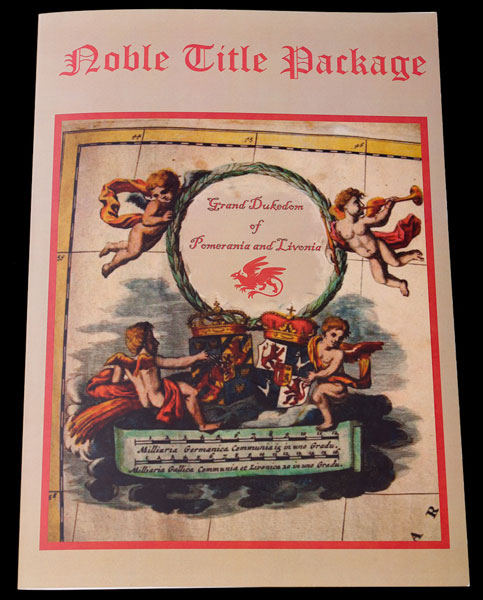 Noble Title Package
Grand Dukedom
of
Pomerania and Livonia
Milliaria Germanica Communia 15 in uno Gradu.
Milliaria Gallica Communia et Livonica 20 in uno Gradu.
A R